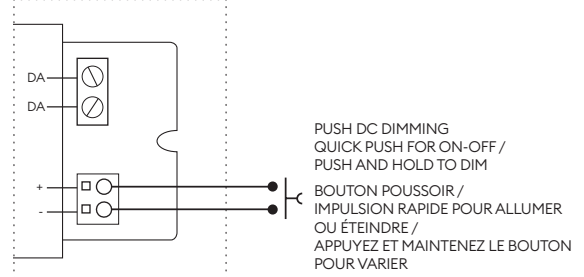 DA
DA
+
-
PUSH DC DIMMING
QUICK PUSH FOR ON-OFF /
PUSH AND HOLD TO DIM
BOUTON POUSSOIR /
IMPULSION RAPIDE POUR ALLUMER
OU ÉTEINDRE /
APPUYEZ ET MAINTENEZ LE BOUTON
POUR VARIER